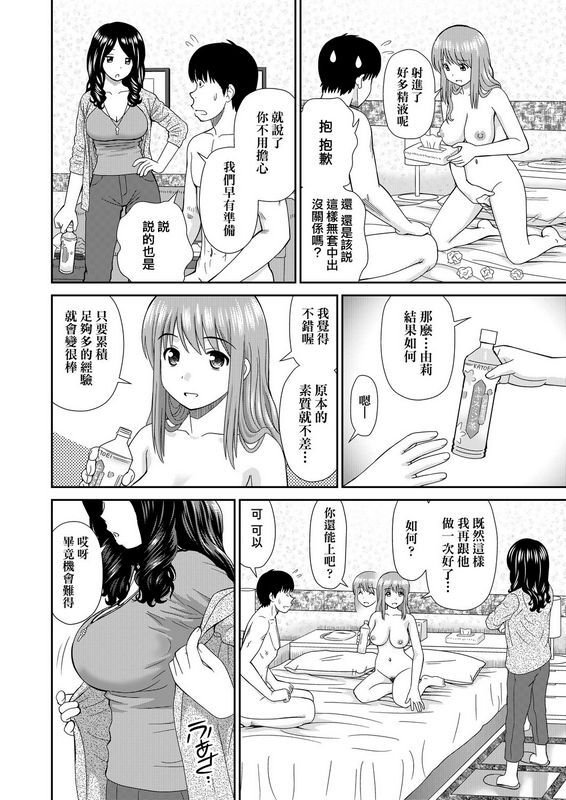 射進了
好多精液呢
抱 抱歉
還 還是該說
這樣無套中出
沒關係嗎？
就說了
你不用擔心
我們早有準備
說
說的也是
那麼…由莉
結果如何
嗯—
我覺得
不錯喔
原本的
素質就不差…
只要累積
足夠多的經驗
就會變很棒
既然這樣
我再跟他
做一次好了…
如何？
你還能上吧？
可 可以
哎呀
畢竟機會難得